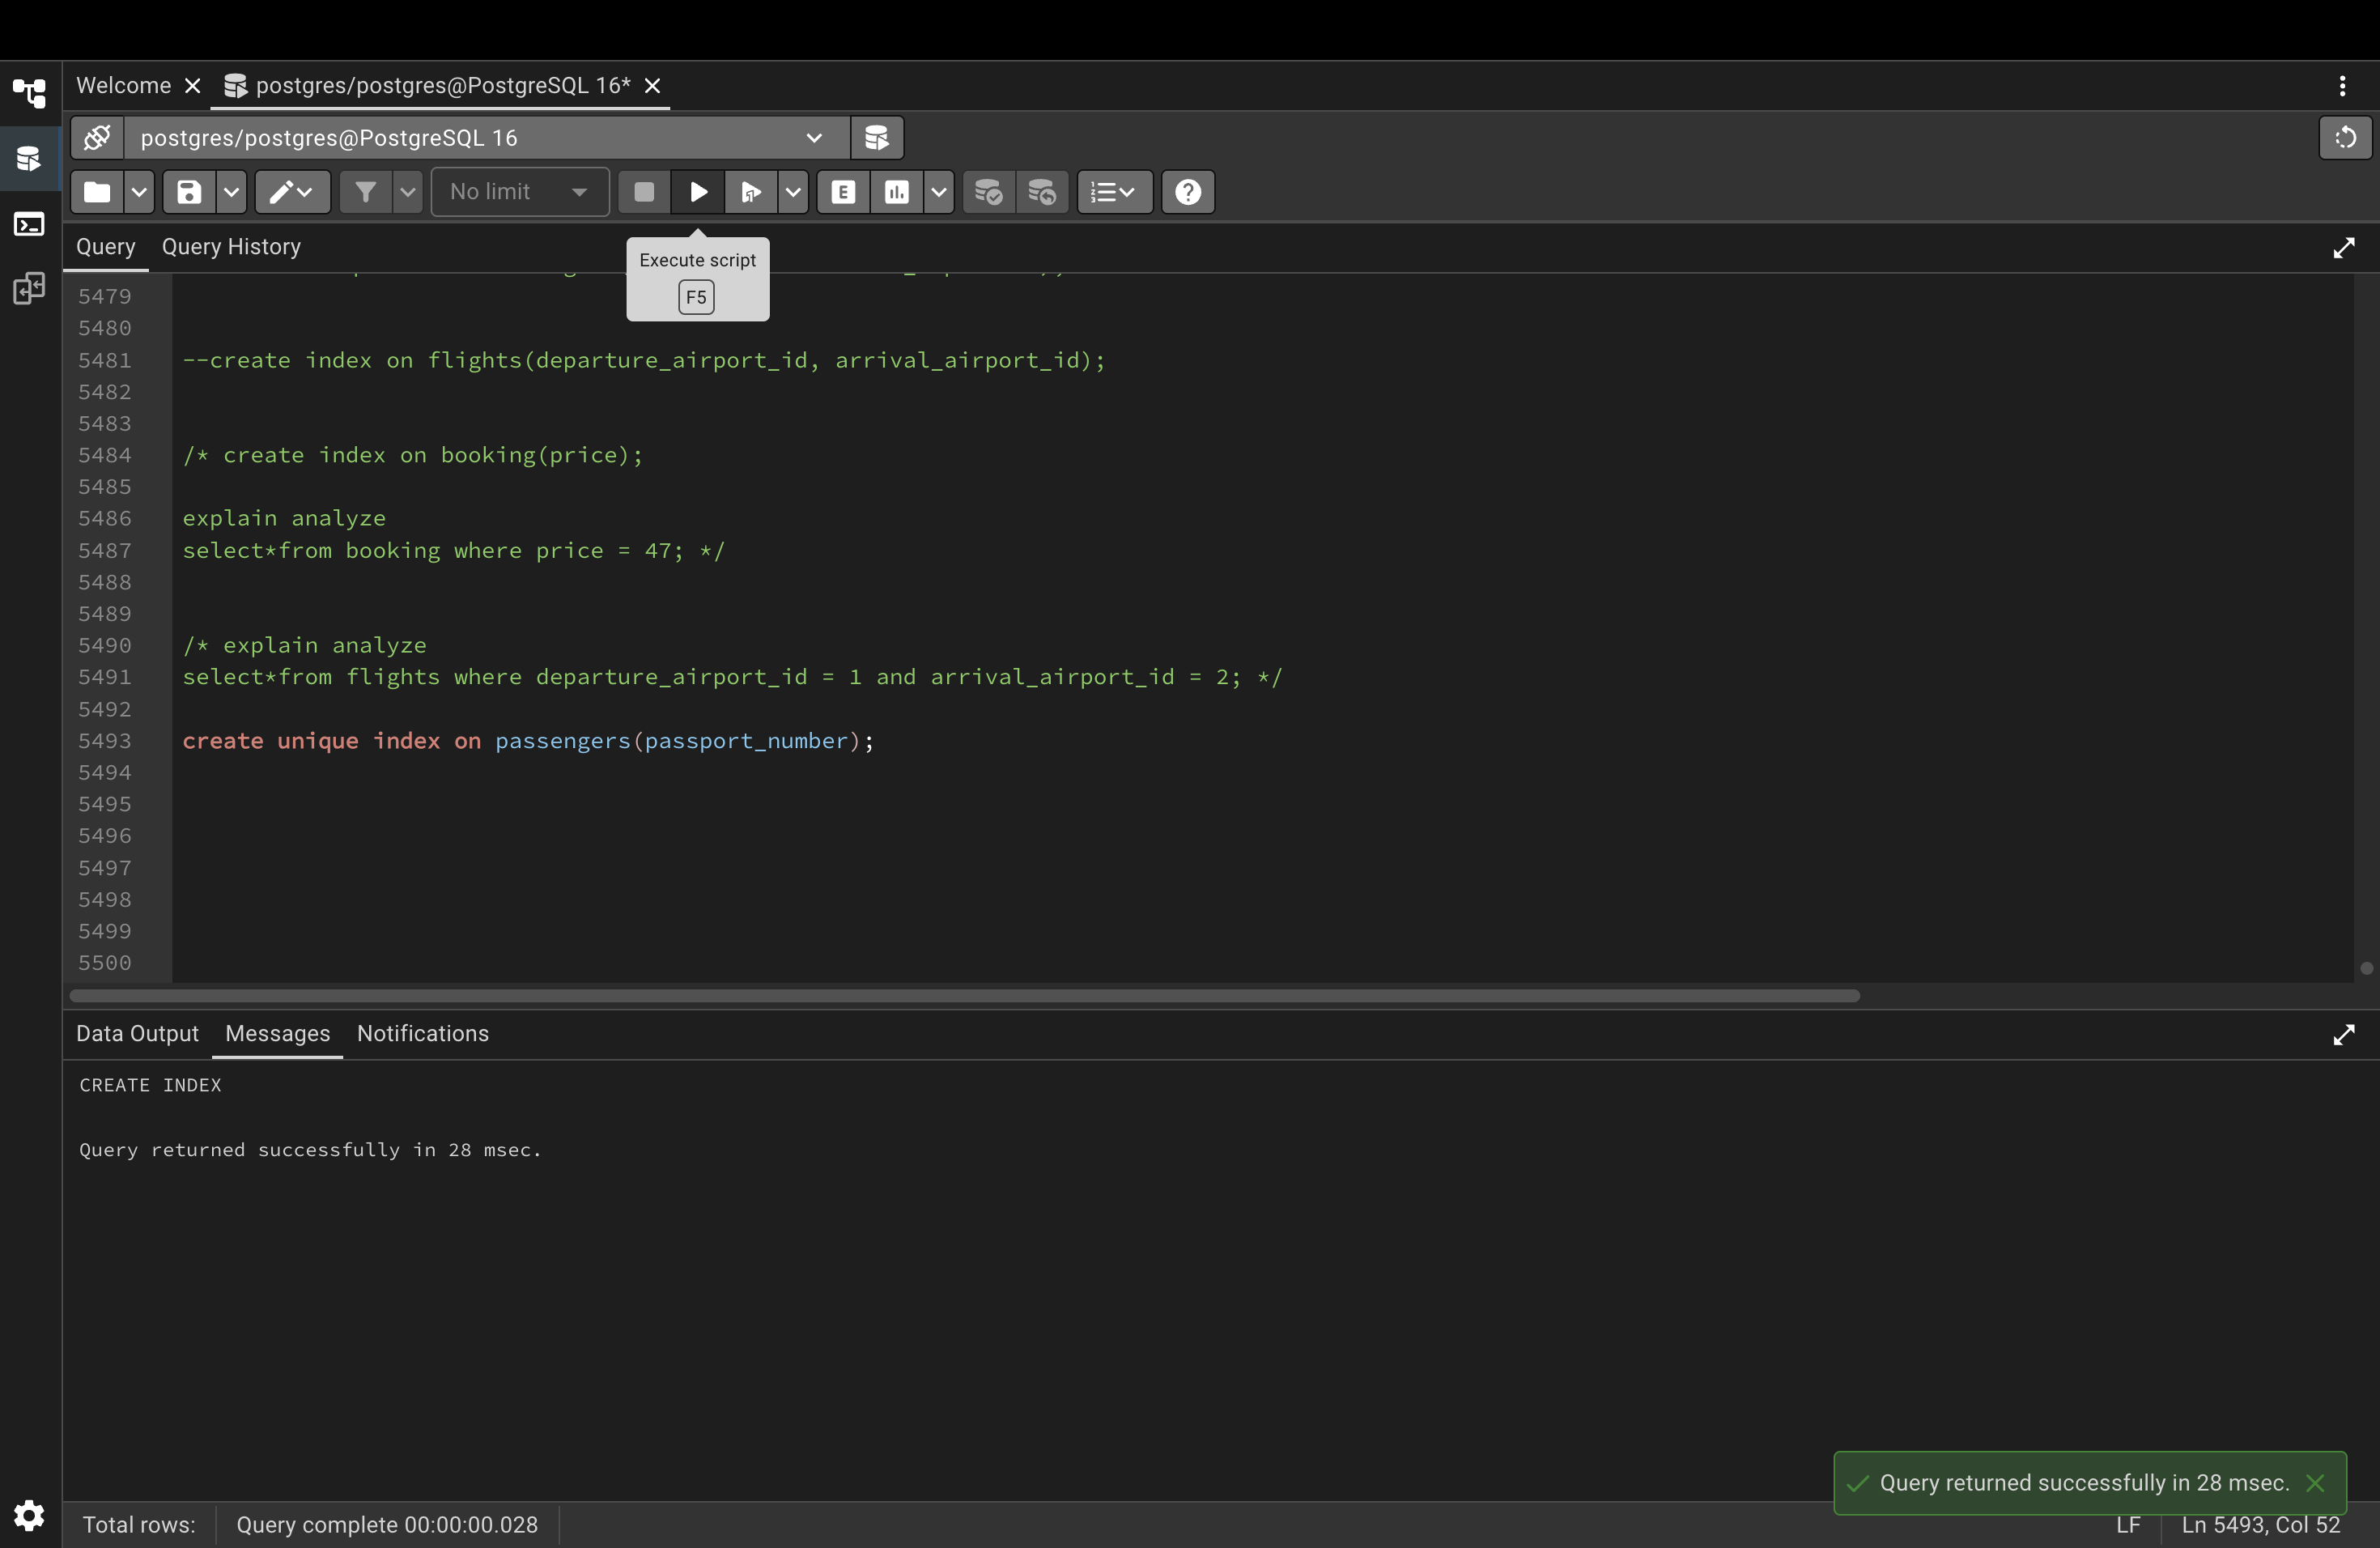 Welcome
postgres/postgres@PostgreSQL 16*
postgres/postgres@PostgreSQL 16
No limit
E
Query Query History
Execute script
F5
5479
5480
5481 --create index on flights(departure_airport_id, arrival_airport_id);
5482
5483
5484 /* create index on booking(price);
5485
5486 explain analyze
5487 select*from booking where price = 47; */
5488
5489
5490 /* explain analyze
5491 select*from flights where departure_airport_id = 1 and arrival_airport_id = 2; */
5492
5493 create unique index on passengers(passport_number);
5494
5495
5496
5497
5498
5499
5500
Data Output Messages Notifications
CREATE INDEX
Query returned successfully in 28 msec.
Query returned successfully in 28 msec.
Total rows: Query complete 00:00:00.028 LF Ln 5493, Col 52